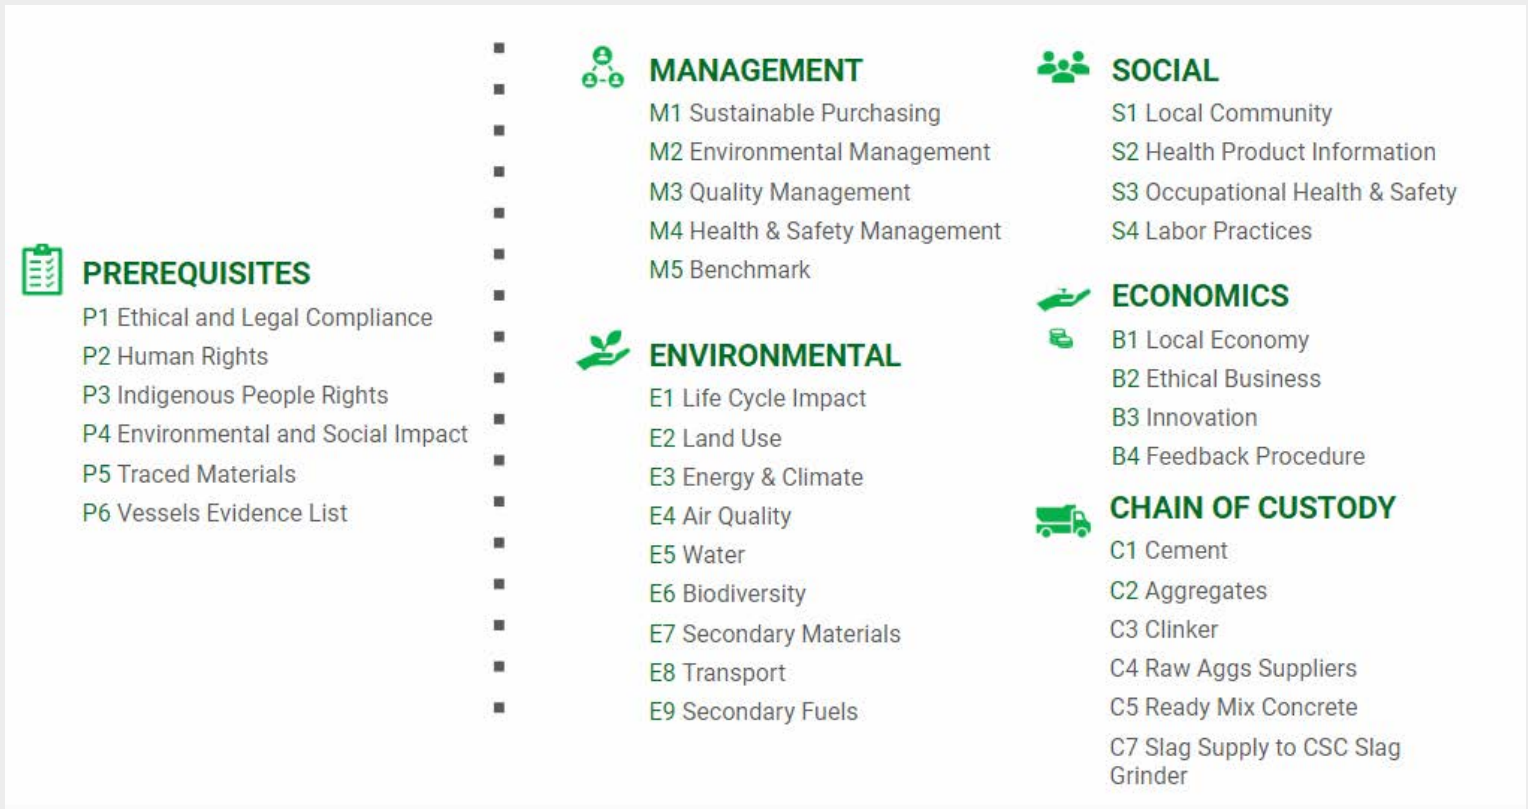 PREREQUISITES
P1 Ethical and Legal Compliance
P2 Human Rights
P3 Indigenous People Rights
P4 Environmental and Social Impact
P5 Traced Materials
P6 Vessels Evidence List
MANAGEMENT
M1 Sustainable Purchasing
M2 Environmental Management
M3 Quality Management
M4 Health & Safety Management
M5 Benchmark
ENVIRONMENTAL
E1 Life Cycle Impact
E2 Land Use
E3 Energy & Climate
E4 Air Quality
E5 Water
E6 Biodiversity
E7 Secondary Materials
E8 Transport
E9 Secondary Fuels
SOCIAL
S1 Local Community
S2 Health Product Information
S3 Occupational Health & Safety
S4 Labor Practices
ECONOMICS
B1 Local Economy
B2 Ethical Business
B3 Innovation
B4 Feedback Procedure
CHAIN OF CUSTODY
C1 Cement
C2 Aggregates
C3 Clinker
C4 Raw Aggs Suppliers
C5 Ready Mix Concrete
C7 Slag Supply to CSC Slag
Grinder